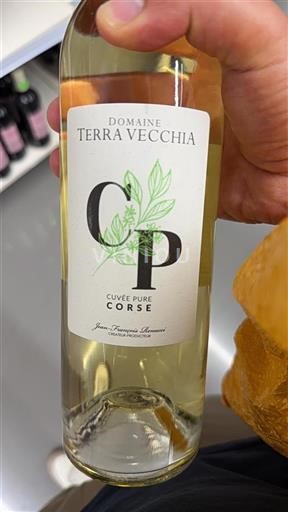 DOMAINE
TERRA VECCHIA
CP
CUVÉE PURE
CORSE
Jean-François Renucci
CRÉATEUR-PRODUCTEUR